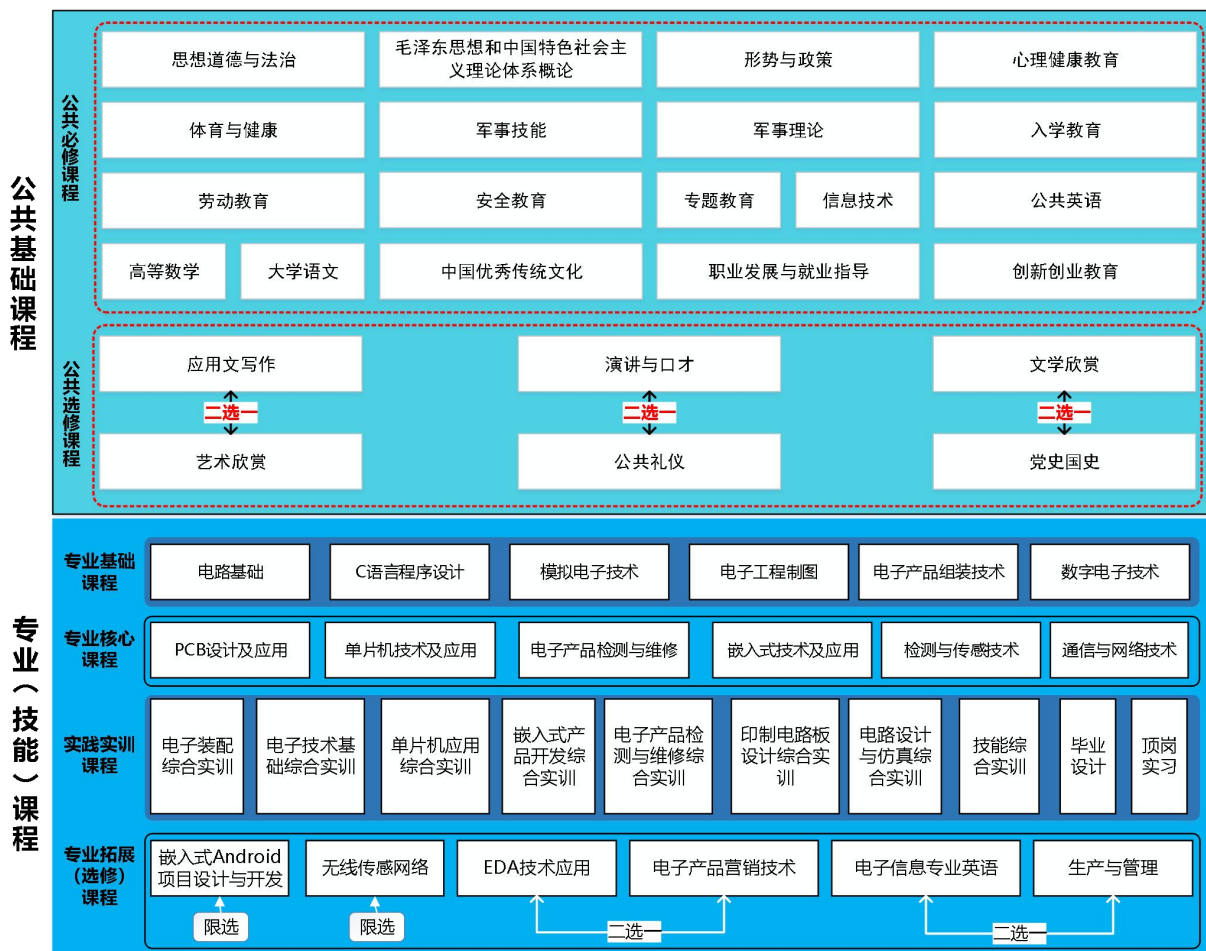 公共基础课程
公共必修课程
思想道德与法治
毛泽东思想和中国特色社会主
义理论体系概论
形势与政策
心理健康教育
体育与健康
军事技能
军事理论
入学教育
劳动教育
安全教育
专题教育
信息技术
公共英语
高等数学
大学语文
中国优秀传统文化
职业发展与就业指导
创新创业教育
公共选修课程
应用文写作
演讲与口才
文学欣赏
二选一
二选一
二选一
艺术欣赏
公共礼仪
党史国史
专业（技能）课程
专业基础
课程
电路基础
C语言程序设计
模拟电子技术
电子工程制图
电子产品组装技术
数字电子技术
专业核心
课程
PCB设计及应用
单片机技术及应用
电子产品检测与维修
嵌入式技术及应用
检测与传感技术
通信与网络技术
实践实训
课程
电子装配
综合实训
电子技术基
础综合实训
单片机应用
综合实训
嵌入式产
品开发综
合实训
电子产品检
测与维修综
合实训
印制电路板
设计综合实
训
电路设计
与仿真综
合实训
技能综
合实训
毕业
设计
顶岗
实习
专业拓展
（选修）
课程
嵌入式Android
项目设计与开发
无线传感网络
EDA技术应用
电子产品营销技术
电子信息专业英语
生产与管理
限选
限选
二选一
二选一